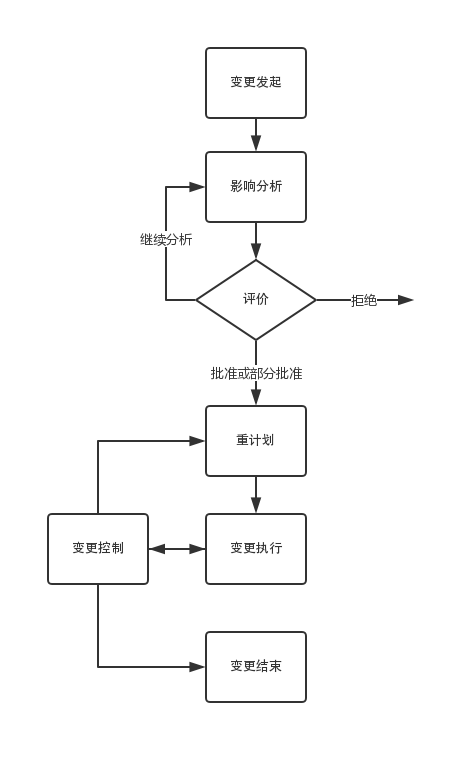 变更发起
影响分析
继续分析
评价
拒绝
批准或部分批准
重计划
变更控制
变更执行
变更结束